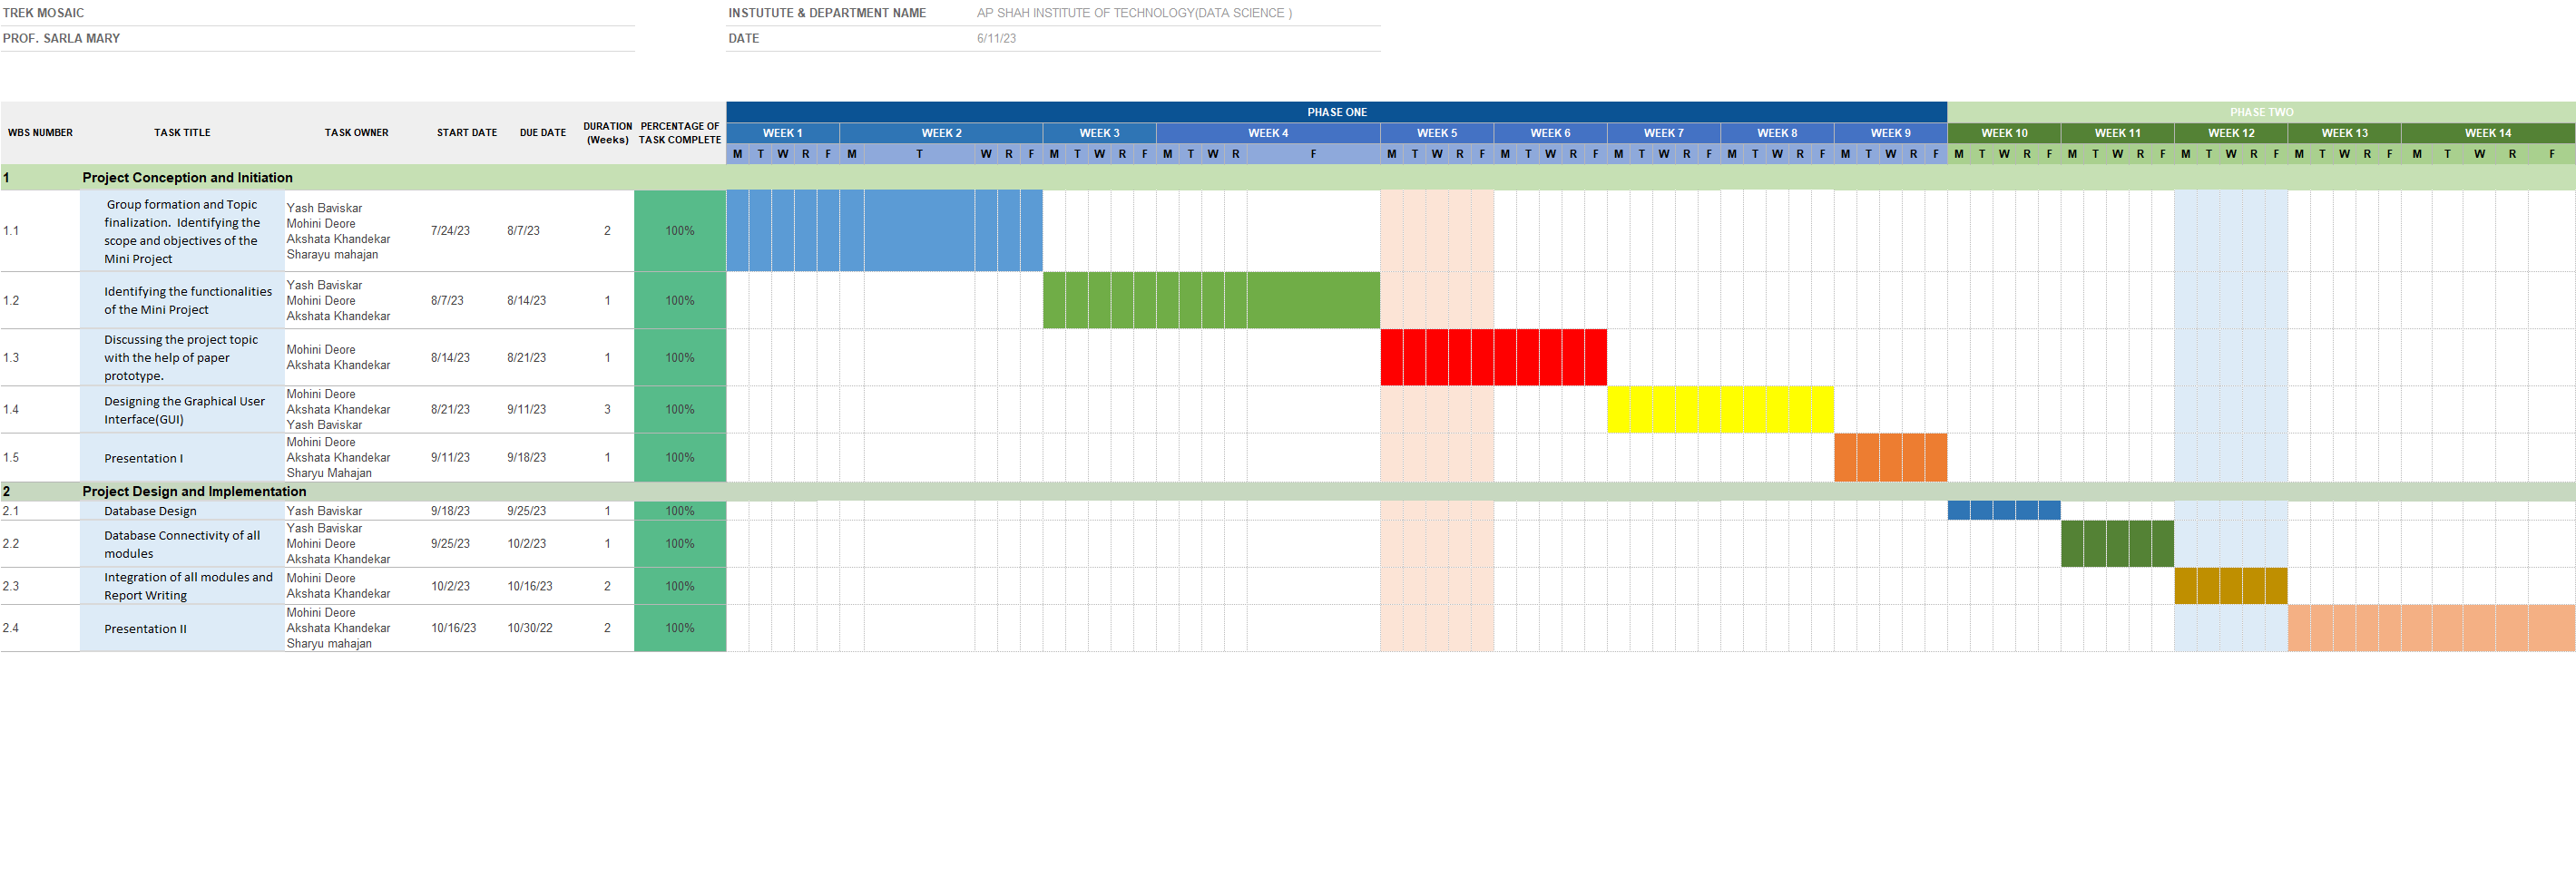 TREK MOSAIC
INSTUTUTE & DEPARTMENT NAME AP SHAH INSTITUTE OF TECHNOLOGY(DATA SCIENCE )
PROF. SARLA MARY
DATE 6/11/23
PHASE ONE PHASE TWO
WBS NUMBER TASK TITLE TASK OWNER START DATE DUE DATE DURATION (Weeks) PERCENTAGE OF TASK COMPLETE
WEEK 1 WEEK 2 WEEK 3 WEEK 4 WEEK 5 WEEK 6 WEEK 7 WEEK 8 WEEK 9 WEEK 10 WEEK 11 WEEK 12 WEEK 13 WEEK 14
M T W R F M T W R F M T W R F M T W R F M T W R F M T W R F M T W R F M T W R F M T W R F M T W R F M T W R F M T W R F M T W R F M T W R F
1 Project Conception and Initiation
1.1
Group formation and Topic
finalization. Identifying the
scope and objectives of the
Mini Project
Yash Baviskar
Mohini Deore
Akshata Khandekar
Sharayu mahajan
7/24/23 8/7/23 2 100%
1.2
Identifying the functionalities
of the Mini Project
Yash Baviskar
Mohini Deore
Akshata Khandekar
8/7/23 8/14/23 1 100%
1.3
Discussing the project topic
with the help of paper
prototype.
Mohini Deore
Akshata Khandekar
8/14/23 8/21/23 1 100%
1.4
Designing the Graphical User
Interface(GUI)
Mohini Deore
Akshata Khandekar
Yash Baviskar
8/21/23 9/11/23 3 100%
1.5
Presentation I
Mohini Deore
Akshata Khandekar
Sharyu Mahajan
9/11/23 9/18/23 1 100%
2 Project Design and Implementation
2.1 Database Design Yash Baviskar 9/18/23 9/25/23 1 100%
2.2
Database Connectivity of all
modules
Yash Baviskar
Mohini Deore
Akshata Khandekar
9/25/23 10/2/23 1 100%
2.3
Integration of all modules and
Report Writing
Mohini Deore
Akshata Khandekar
10/2/23 10/16/23 2 100%
2.4
Presentation II
Mohini Deore
Akshata Khandekar
Sharyu mahajan
10/16/23 10/30/22 2 100%